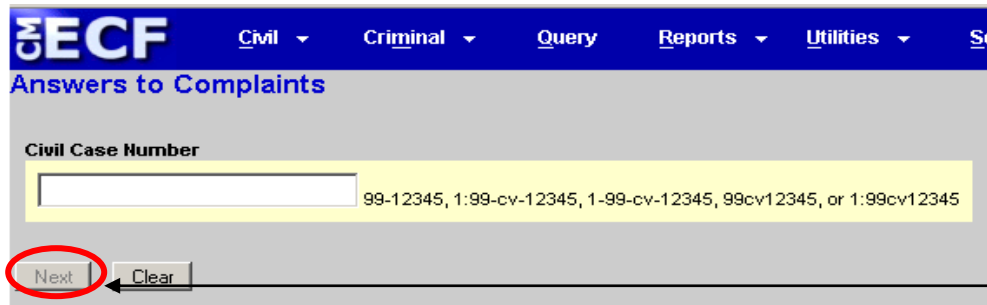 CM ECF Civil Criminal Query Reports Utilities
Answers to Complaints
Civil Case Number
99-12345, 1:99-cv-12345, 1-99-cv-12345, 99cv12345, or 1:99cv12345
Next Clear